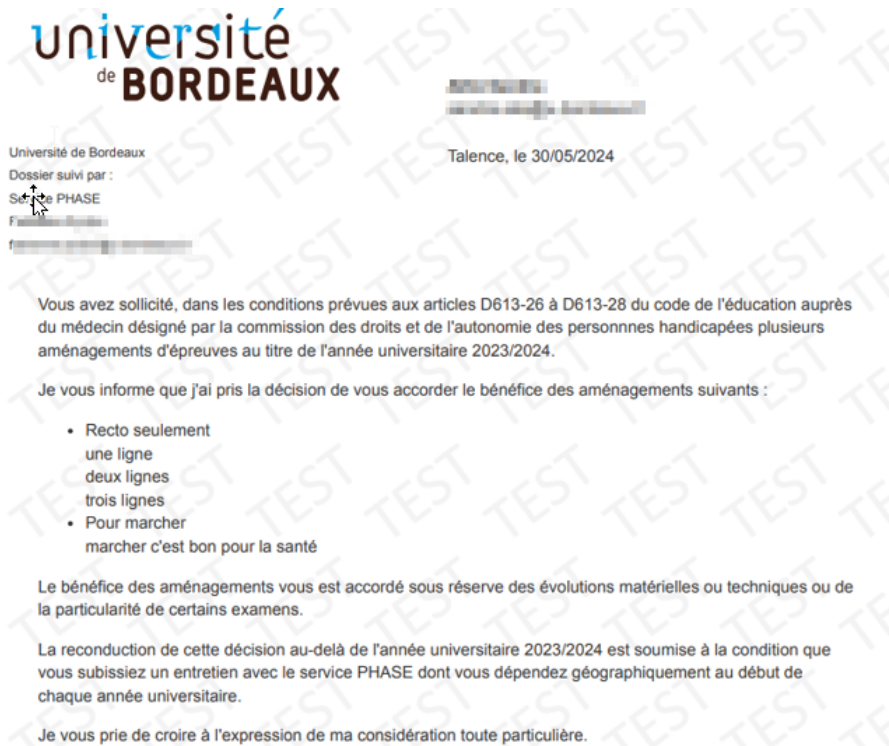 université
de BORDEAUX
Université de Bordeaux
Dossier suivi par :
Service PHASE
Talence, le 30/05/2024
Vous avez sollicité, dans les conditions prévues aux articles D613-26 à D613-28 du code de l'éducation auprès
du médecin désigné par la commission des droits et de l'autonomie des personnnes handicapées plusieurs
aménagements d'épreuves au titre de l'année universitaire 2023/2024.
Je vous informe que j'ai pris la décision de vous accorder le bénéfice des aménagements suivants :
• Recto seulement
une ligne
deux lignes
trois lignes
• Pour marcher
marcher c'est bon pour la santé
Le bénéfice des aménagements vous est accordé sous réserve des évolutions matérielles ou techniques ou de
la particularité de certains examens.
La reconduction de cette décision au-delà de l'année universitaire 2023/2024 est soumise à la condition que
vous subissiez un entretien avec le service PHASE dont vous dépendez géographiquement au début de
chaque année universitaire.
Je vous prie de croire à l'expression de ma considération toute particulière.
TEST